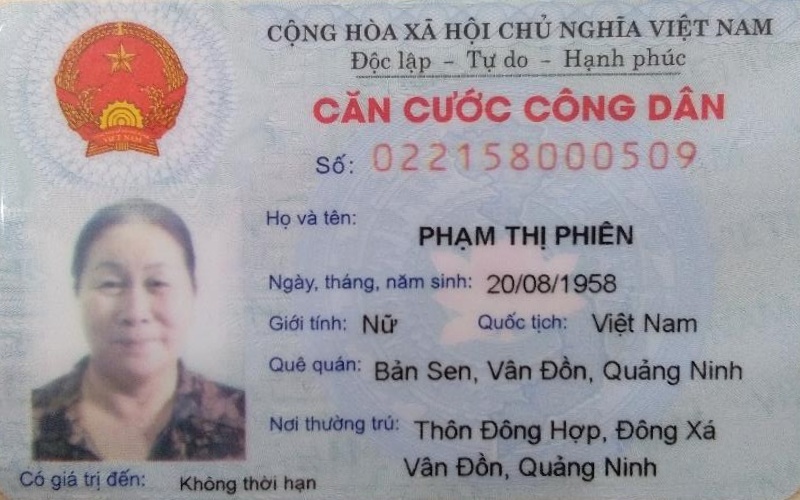 CỘNG HÒA XÃ HỘI CHỦ NGHĨA VIỆT NAM
Độc lập - Tự do - Hạnh phúc
CĂN CƯỚC CÔNG DÂN
Số: 022158000509
Họ và tên: PHẠM THỊ PHIÊN
Ngày, tháng, năm sinh: 20/08/1958
Giới tính: Nữ Quốc tịch: Việt Nam
Quê quán: Bản Sen, Vân Đồn, Quảng Ninh
Nơi thường trú: Thôn Đông Hợp, Đông Xá
Vân Đồn, Quảng Ninh
Có giá trị đến: Không thời hạn
VIỆT NAM